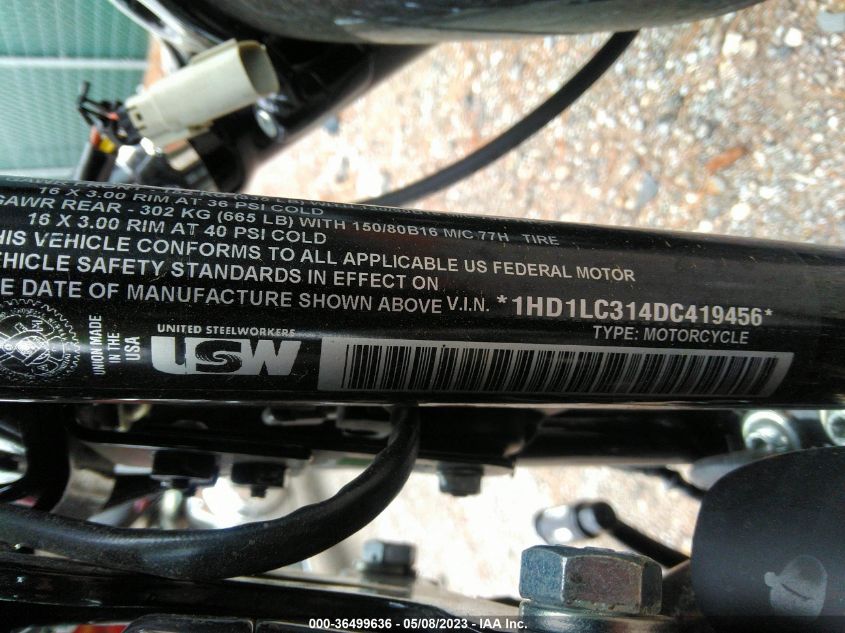 16 X 3.00 RIM AT 36 PSI COLD
GAWR REAR - 302 KG (665 LB) WITH 150/80B16 M/C 77H TIRE
16 X 3.00 RIM AT 40 PSI COLD
HIS VEHICLE CONFORMS TO ALL APPLICABLE US FEDERAL MOTOR
EHICLE SAFETY STANDARDS IN EFFECT ON
E DATE OF MANUFACTURE SHOWN ABOVE V.I.N. *1HD1LC314DC419456*
TYPE: MOTORCYCLE
UNION MADE
IN THE
USA
UNITED STEELWORKERS
USW
000-36499636 - 05/08/2023 - IAA Inc.